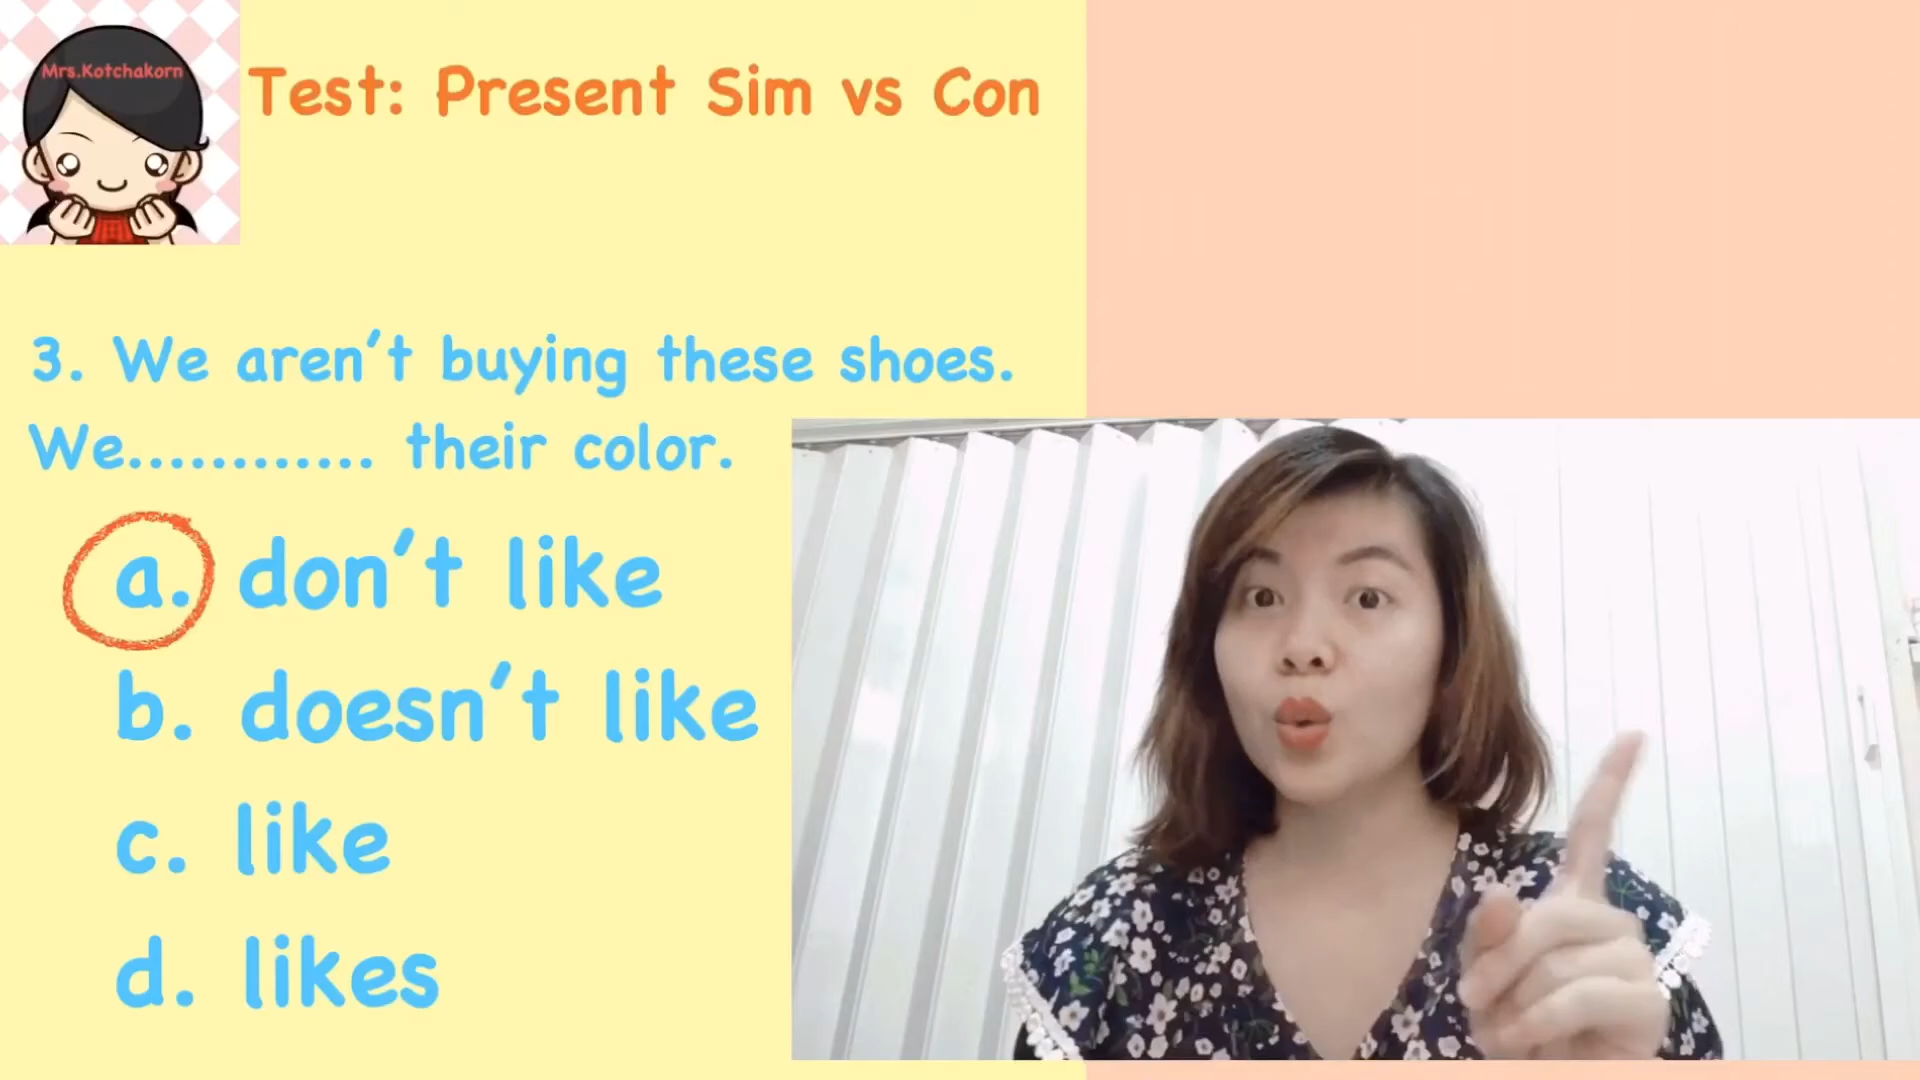 Mrs.Kotchakorn
Test: Present Sim vs Con
3. We aren't buying these shoes.
We............ their color.
a. don't like
b. doesn't like
c. like
d. likes